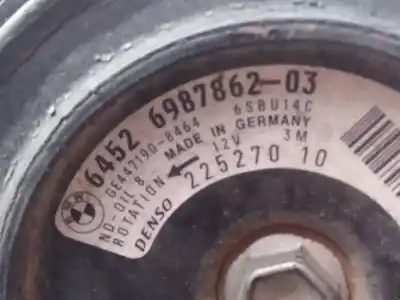 6452 6987862-03
GE447190-8464 6SBU14C
ND-OIL 8 MADE IN GERMANY
ROTATION 12V 3M
DENSO 225270 10